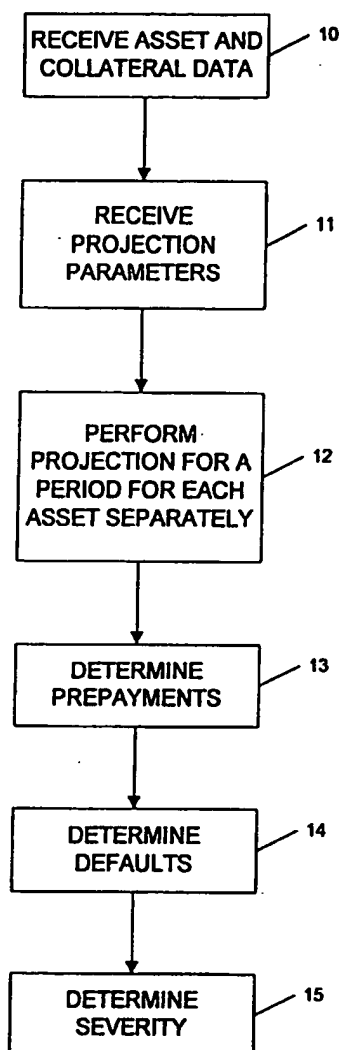 RECEIVE ASSET AND
COLLATERAL DATA
10
RECEIVE
PROJECTION
PARAMETERS
11
PERFORM
PROJECTION FOR A
PERIOD FOR EACH
ASSET SEPARATELY
12
DETERMINE
PREPAYMENTS
13
DETERMINE
DEFAULTS
14
DETERMINE
SEVERITY
15